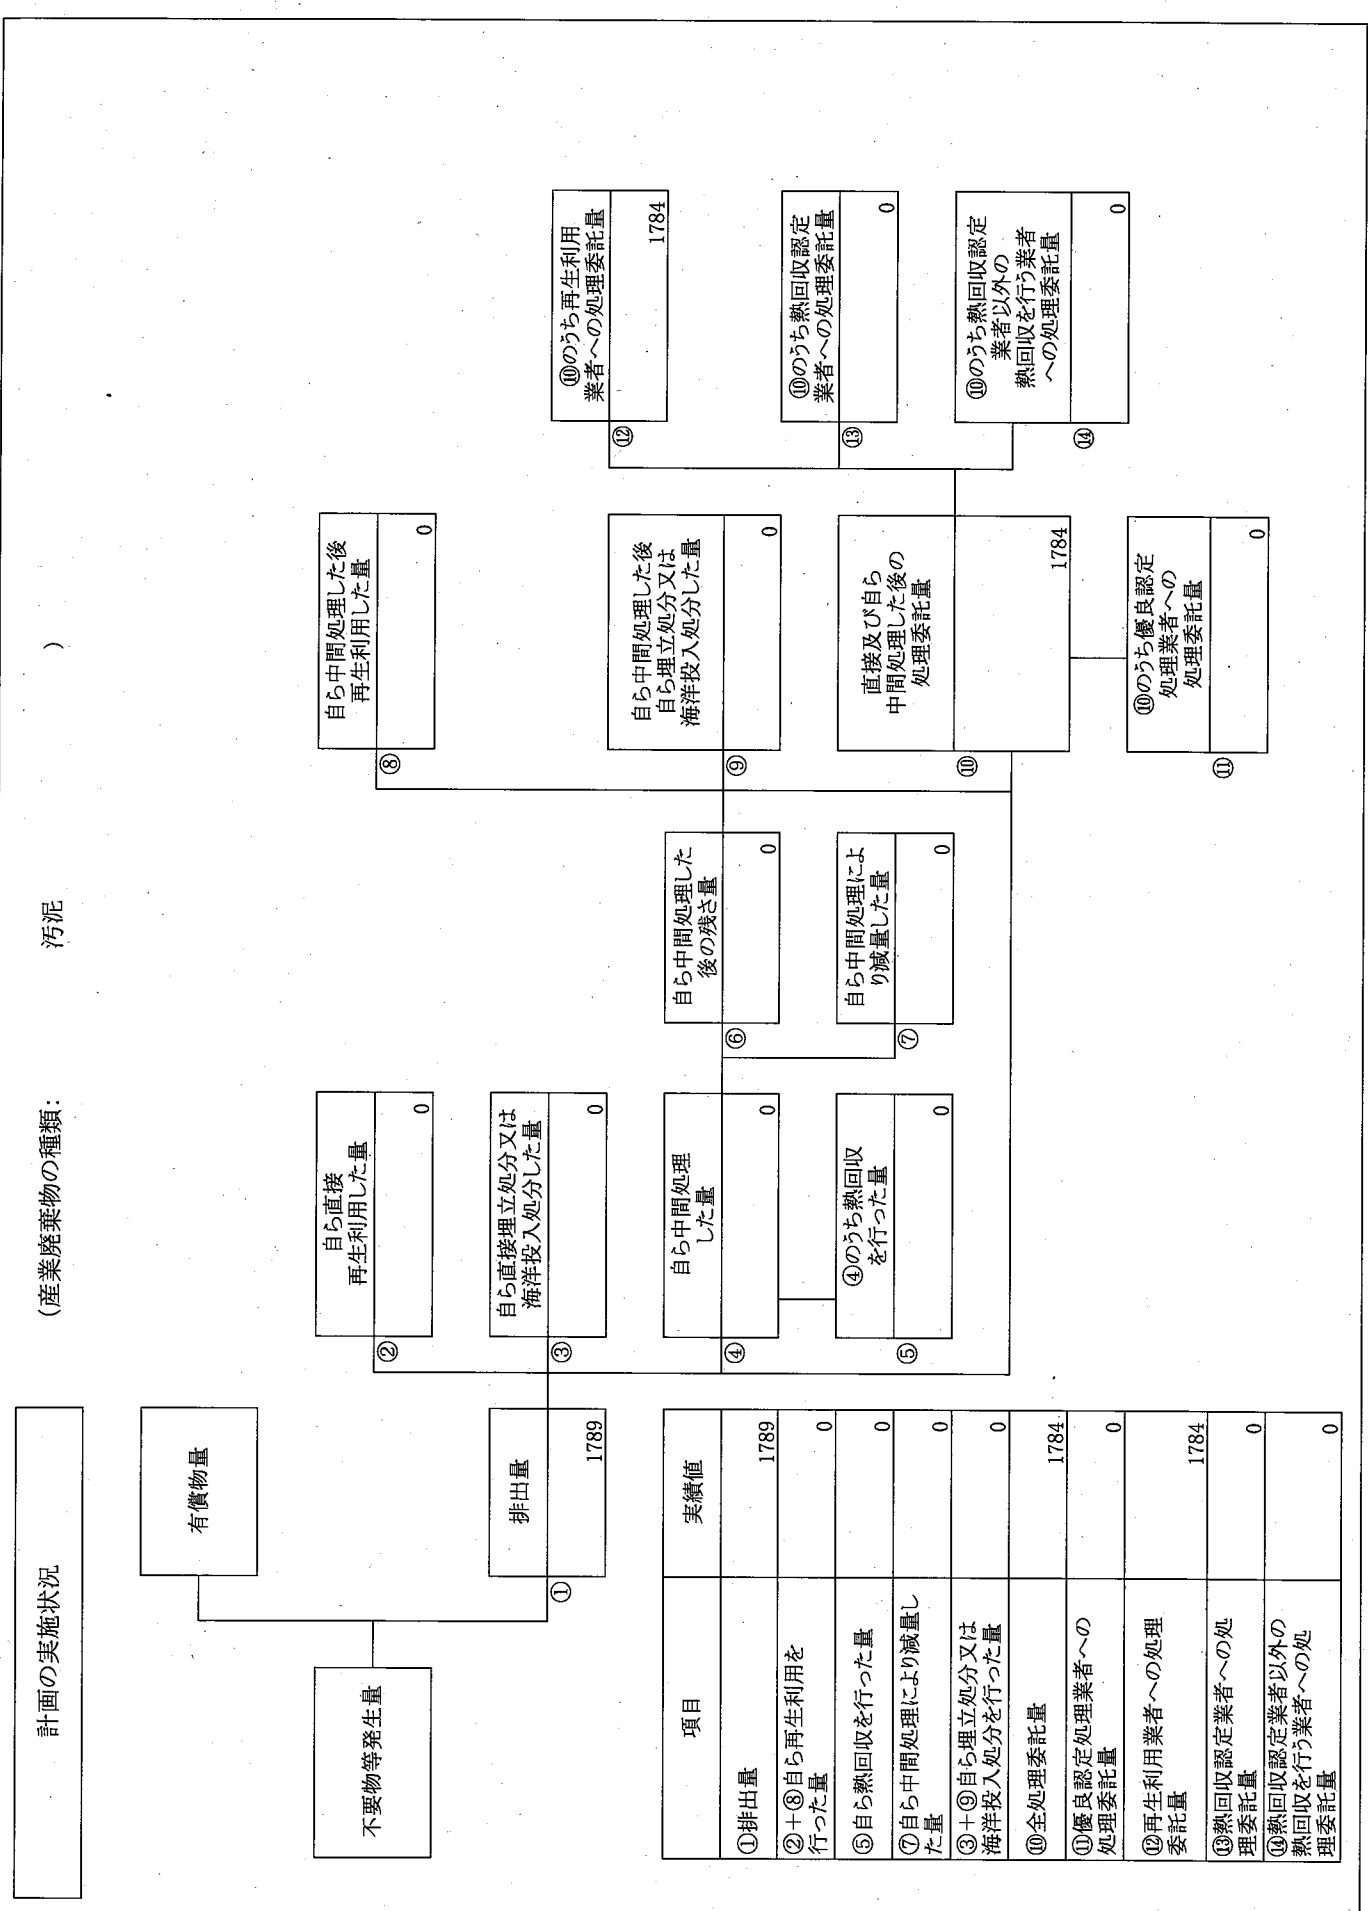 計画の実施状況
(産業廃棄物の種類:
汚泥
)
不要物等発生量
有償物量
①
排出量
1789
②
自ら直接
再生利用した量
0
③
自ら直接埋立処分又は
海洋投入処分した量
0
④
自ら中間処理
した量
0
⑤
④のうち熱回収
を行った量
0
⑥
自ら中間処理した
後の残さ量
0
⑦
自ら中間処理によ
り減量した量
0
⑧
自ら中間処理した後
再生利用した量
0
⑨
自ら中間処理した後
自ら埋立処分又は
海洋投入処分した量
0
⑩
直接及び自ら
中間処理した後の
処理委託量
1784
⑪
⑩のうち優良認定
処理業者への
処理委託量
0
⑫
⑩のうち再生利用
業者への処理委託量
1784
⑬
⑩のうち熱回収認定
業者への処理委託量
0
⑭
⑩のうち熱回収認定
業者以外の
熱回収を行う業者
への処理委託量
0
項目 実績値
①排出量 1789
②+⑧自ら再生利用を
行った量 0
⑤自ら熱回収を行った量 0
⑦自ら中間処理により減量し
た量 0
③+⑨自ら埋立処分又は
海洋投入処分を行った量 0
⑩全処理委託量 1784
⑪優良認定処理業者への
処理委託量 0
⑫再生利用業者への処理
委託量 1784
⑬熱回収認定業者への処
理委託量 0
⑭熱回収認定業者以外の
熱回収を行う業者への処
理委託量 0